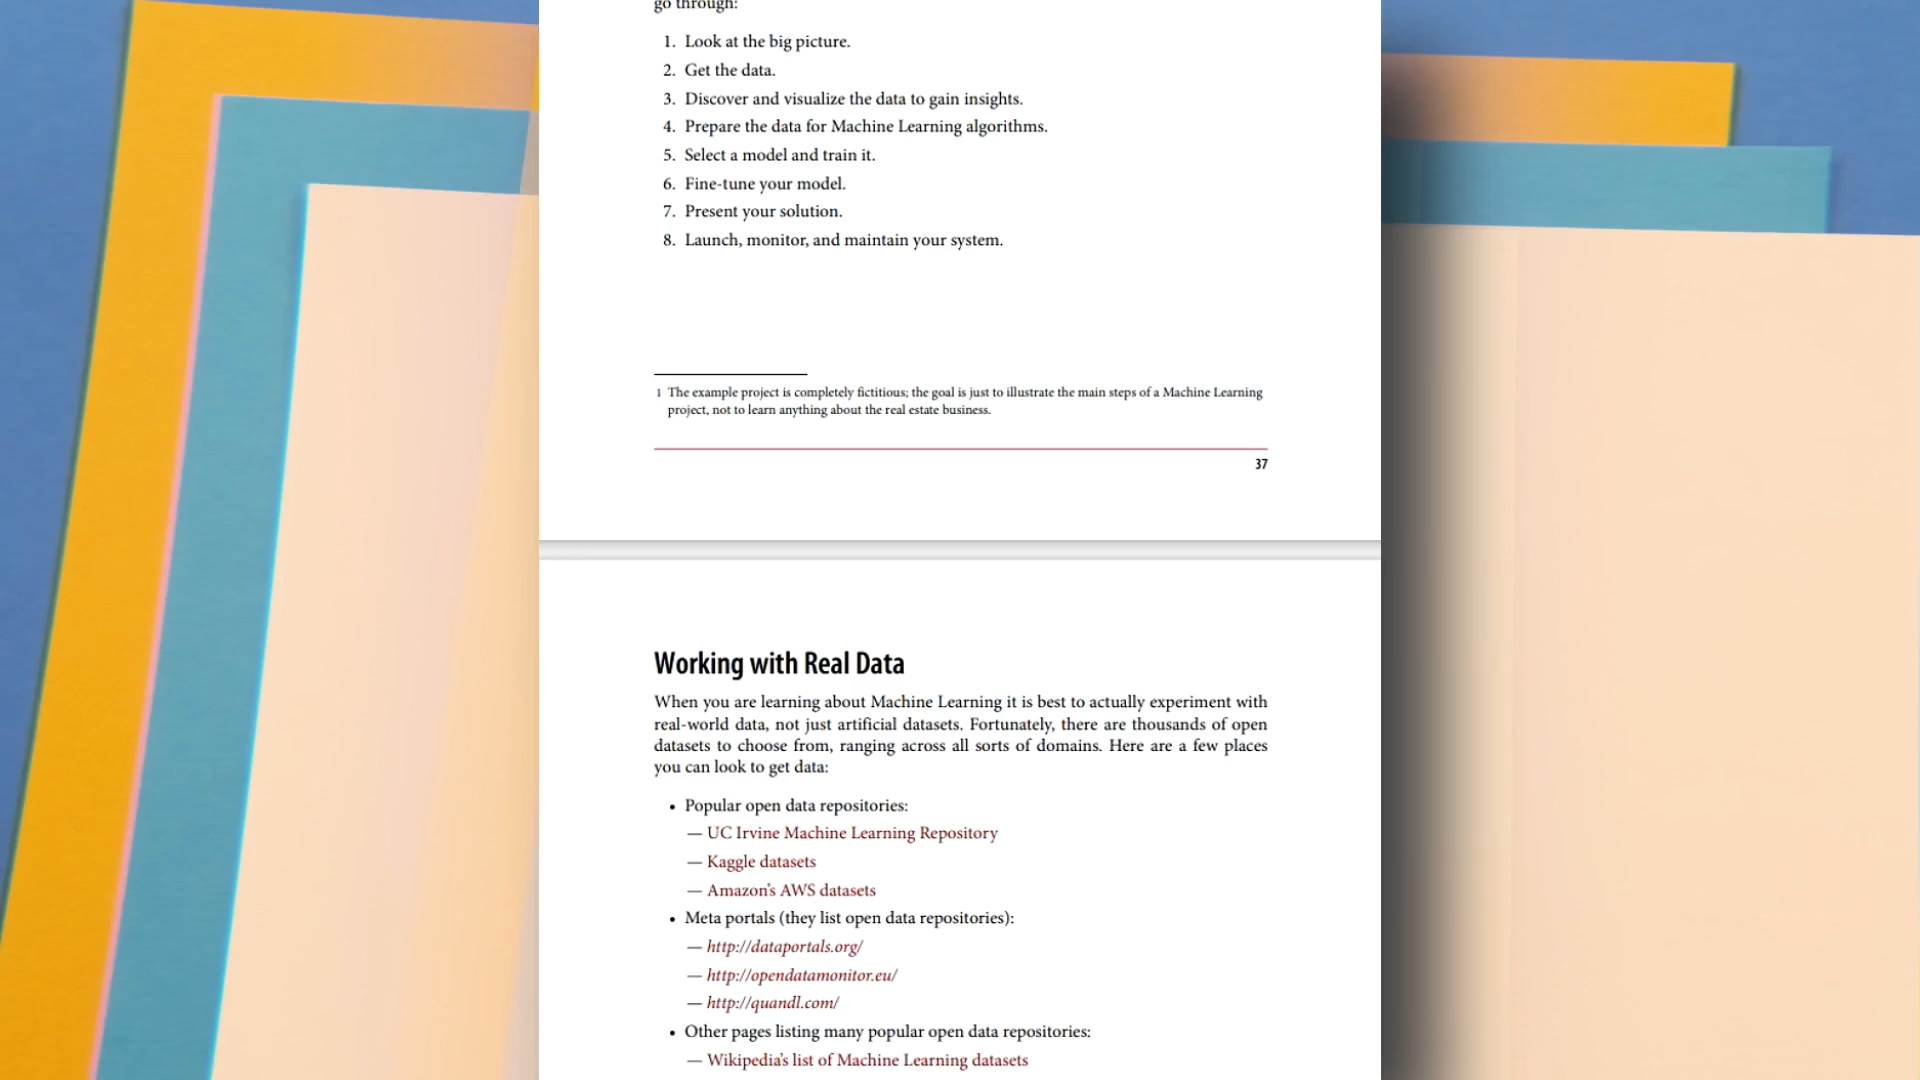 go through:
1. Look at the big picture.
2. Get the data.
3. Discover and visualize the data to gain insights.
4. Prepare the data for Machine Learning algorithms.
5. Select a model and train it.
6. Fine-tune your model.
7. Present your solution.
8. Launch, monitor, and maintain your system.
1 The example project is completely fictitious; the goal is just to illustrate the main steps of a Machine Learning
project, not to learn anything about the real estate business.
37
Working with Real Data
When you are learning about Machine Learning it is best to actually experiment with
real-world data, not just artificial datasets. Fortunately, there are thousands of open
datasets to choose from, ranging across all sorts of domains. Here are a few places
you can look to get data:
• Popular open data repositories:
— UC Irvine Machine Learning Repository
— Kaggle datasets
— Amazon's AWS datasets
• Meta portals (they list open data repositories):
— http://dataportals.org/
— http://opendatamonitor.eu/
— http://quandl.com/
• Other pages listing many popular open data repositories:
— Wikipedia's list of Machine Learning datasets